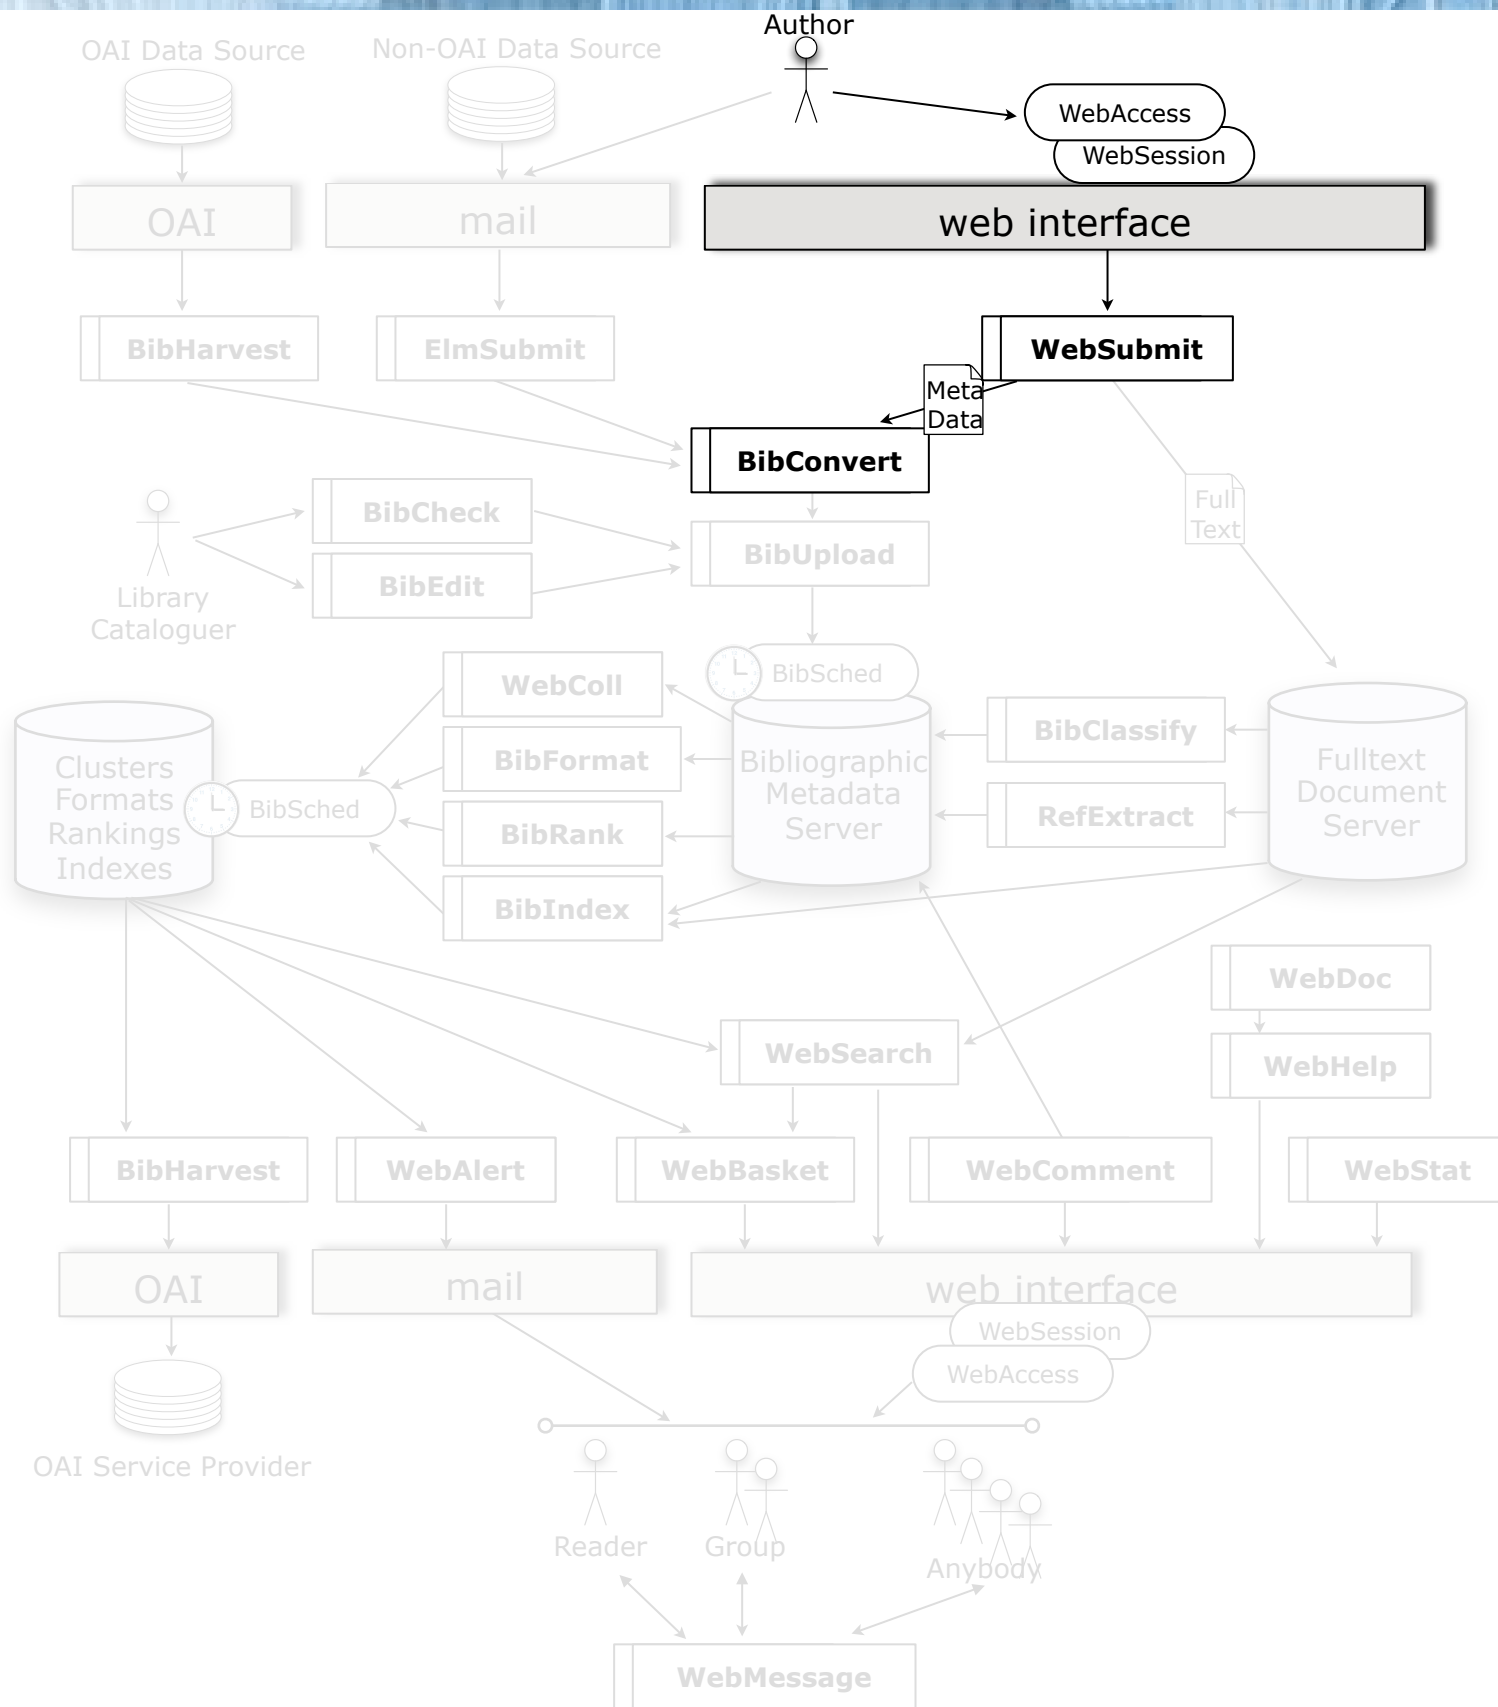 Author
OAI Data Source
Non-OAI Data Source
WebAccess
WebSession
OAI
mail
web interface
BibHarvest
ElmSubmit
WebSubmit
Meta
Data
BibConvert
BibCheck
Full
Text
BibUpload
BibEdit
Library
Cataloguer
WebColl
BibSched
BibClassify
Clusters
Formats
Rankings
Indexes
BibSched
BibFormat
Bibliographic
Metadata
Server
Fulltext
Document
Server
BibRank
RefExtract
BibIndex
WebDoc
WebSearch
WebHelp
BibHarvest
WebAlert
WebBasket
WebComment
WebStat
OAI
mail
web interface
WebSession
WebAccess
OAI Service Provider
Reader
Group
Anybody
WebMessage